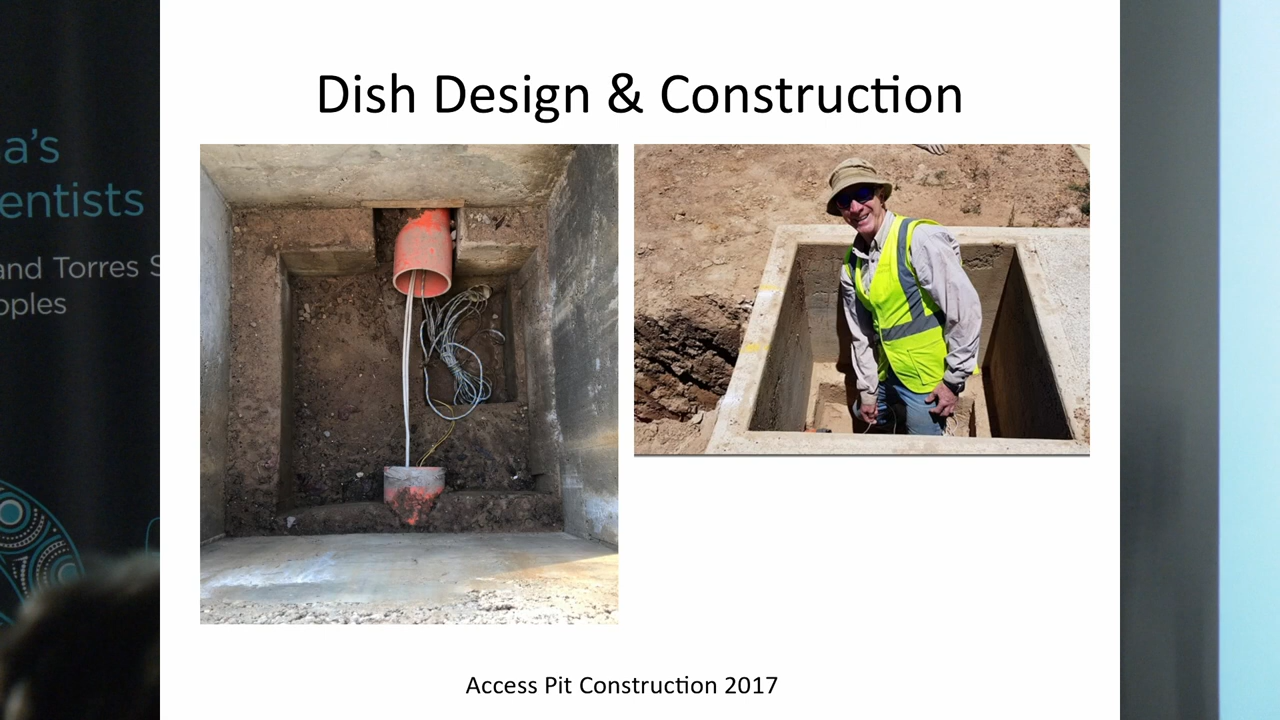 Dish Design & Construction
a's
entists
and Torres S
oples
Access Pit Construction 2017